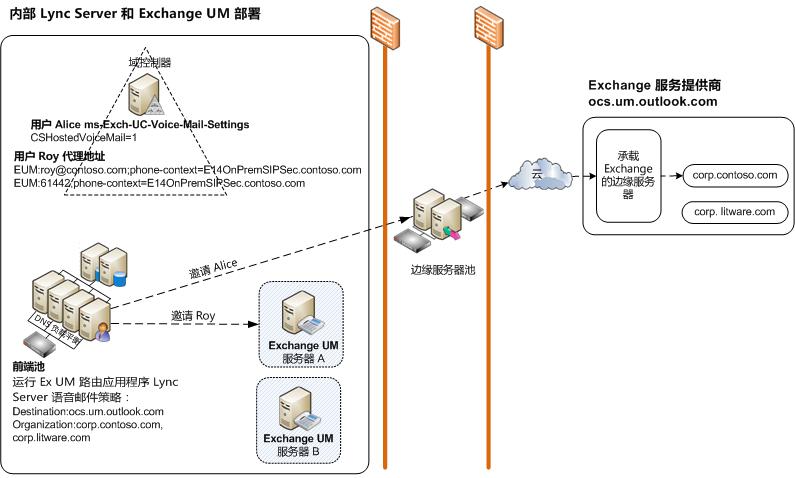 内部 Lync Server 和 Exchange UM 部署
域控制器
用户 Alice ms-Exch-UC-Voice-Mail-Settings
CSHostedVoiceMail=1
用户 Roy 代理地址
EUM:roy@contoso.com;phone-context=E14OnPremSIPSec.contoso.com
EUM:61442;phone-context=E14OnPremSIPSec.contoso.com
Exchange 服务提供商
ocs.um.outlook.com
承载
Exchange
的边缘服务
器
corp.contoso.com
corp. litware.com
云
边缘服务器池
邀请 Alice
邀请 Roy
DNS 负载平衡
Exchange UM
服务器 A
Exchange UM
服务器 B
前端池
运行 Ex UM 路由应用程序 Lync
Server 语音邮件策略：
Destination:ocs.um.outlook.com
Organization:corp.contoso.com,
corp.litware.com